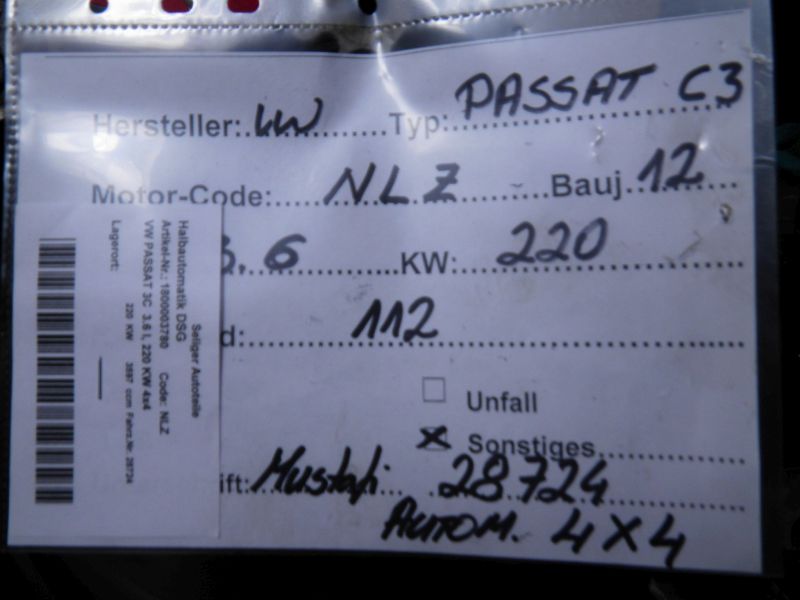 Hersteller: VW Typ: PASSAT C3
Motor-Code: NLZ Bauj 12
3.6 KW: 220
d: 112
Unfall
Sonstiges
ift: Mustafi 28724
AUTOM. 4X4
Seliger Autoteile
Halbautomatik DSG
Artikel-Nr.: 1800003780 Code: NLZ
VW PASSAT 3C 3.6 l, 220 KW 4x4
220 KW 3597 ccm Fahrz.Nr. 28724
Lagerort: